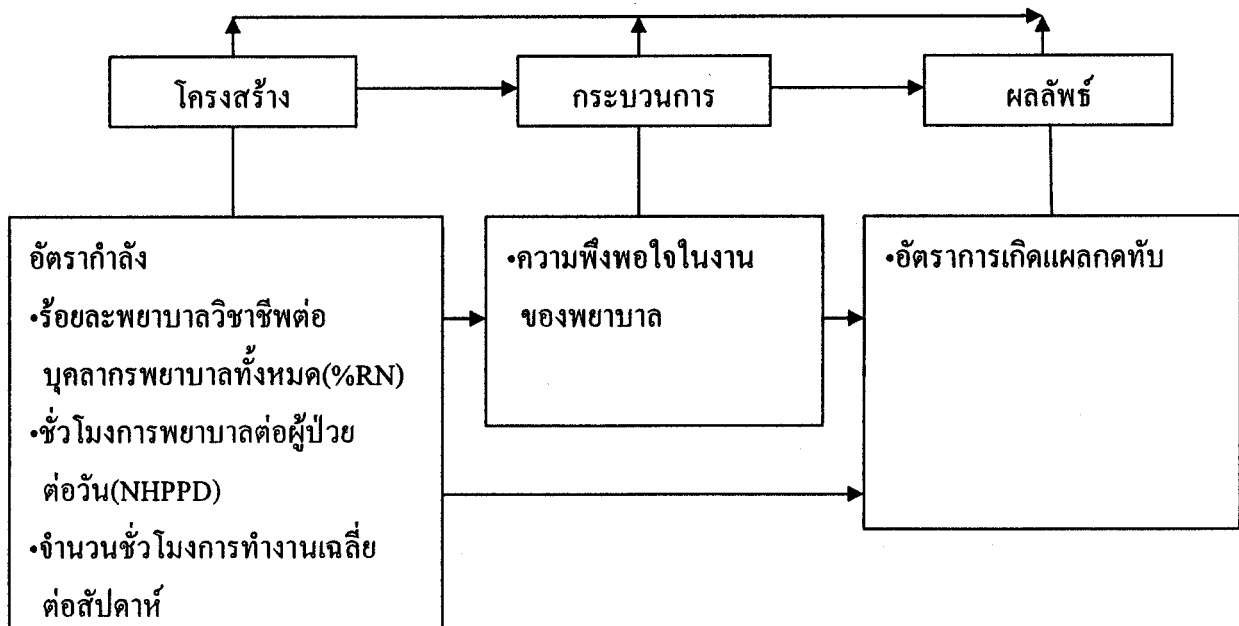 โครงสร้าง
กระบวนการ
ผลลัพธ์
อัตรากำลัง
•ร้อยละพยาบาลวิชาชีพต่อ
บุคลากรพยาบาลทั้งหมด(%RN)
•ชั่วโมงการพยาบาลต่อผู้ป่วย
ต่อวัน(NHPPD)
•จำนวนชั่วโมงการทำงานเฉลี่ย
ต่อสัปดาห์
•ความพึงพอใจในงาน
ของพยาบาล
•อัตราการเกิดแผลกดทับ